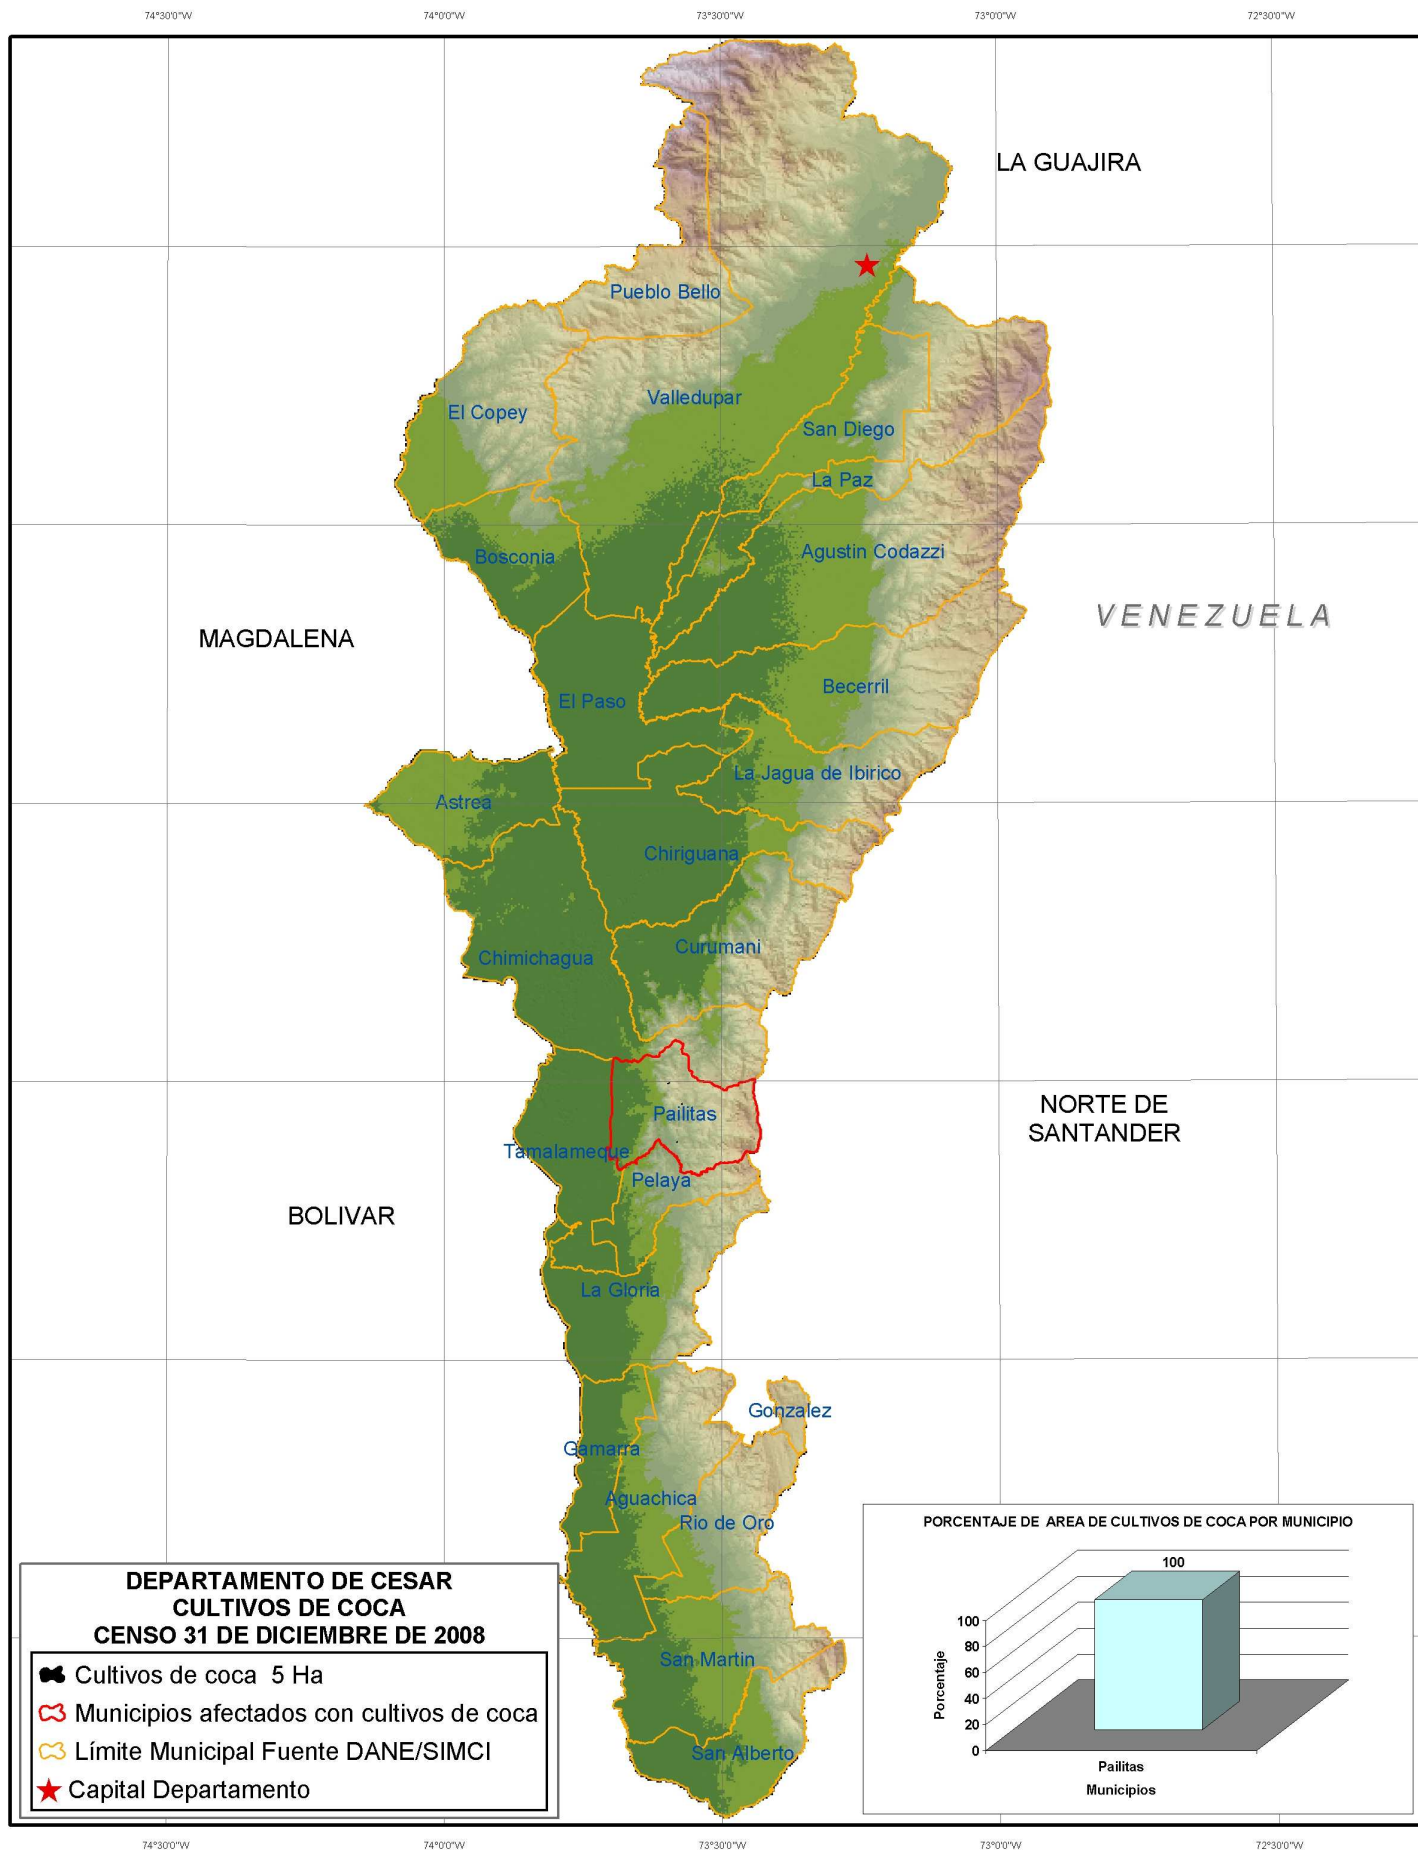 74°30'0"W 74°0'0"W 73°30'0"W 73°0'0"W 72°30'0"W
LA GUAJIRA
Pueblo Bello
Valledupar
El Copey
San Diego
La Paz
Agustin Codazzi
Bosconia
VENEZUELA
MAGDALENA
Becerril
El Paso
La Jagua de Ibirico
Astrea
Chiriguana
Curumani
Chimichagua
Pailitas
NORTE DE
SANTANDER
Tamalameque
Pelaya
BOLIVAR
La Gloria
Gonzalez
Gamarra
Aguachica
Rio de Oro
San Martin
San Alberto
DEPARTAMENTO DE CESAR
CULTIVOS DE COCA
CENSO 31 DE DICIEMBRE DE 2008
Cultivos de coca 5 Ha
Municipios afectados con cultivos de coca
Límite Municipal Fuente DANE/SIMCI
Capital Departamento
PORCENTAJE DE AREA DE CULTIVOS DE COCA POR MUNICIPIO
100
100
80
60
40
20
0
Porcentaje
Pailitas
Municipios
74°30'0"W 74°0'0"W 73°30'0"W 73°0'0"W 72°30'0"W